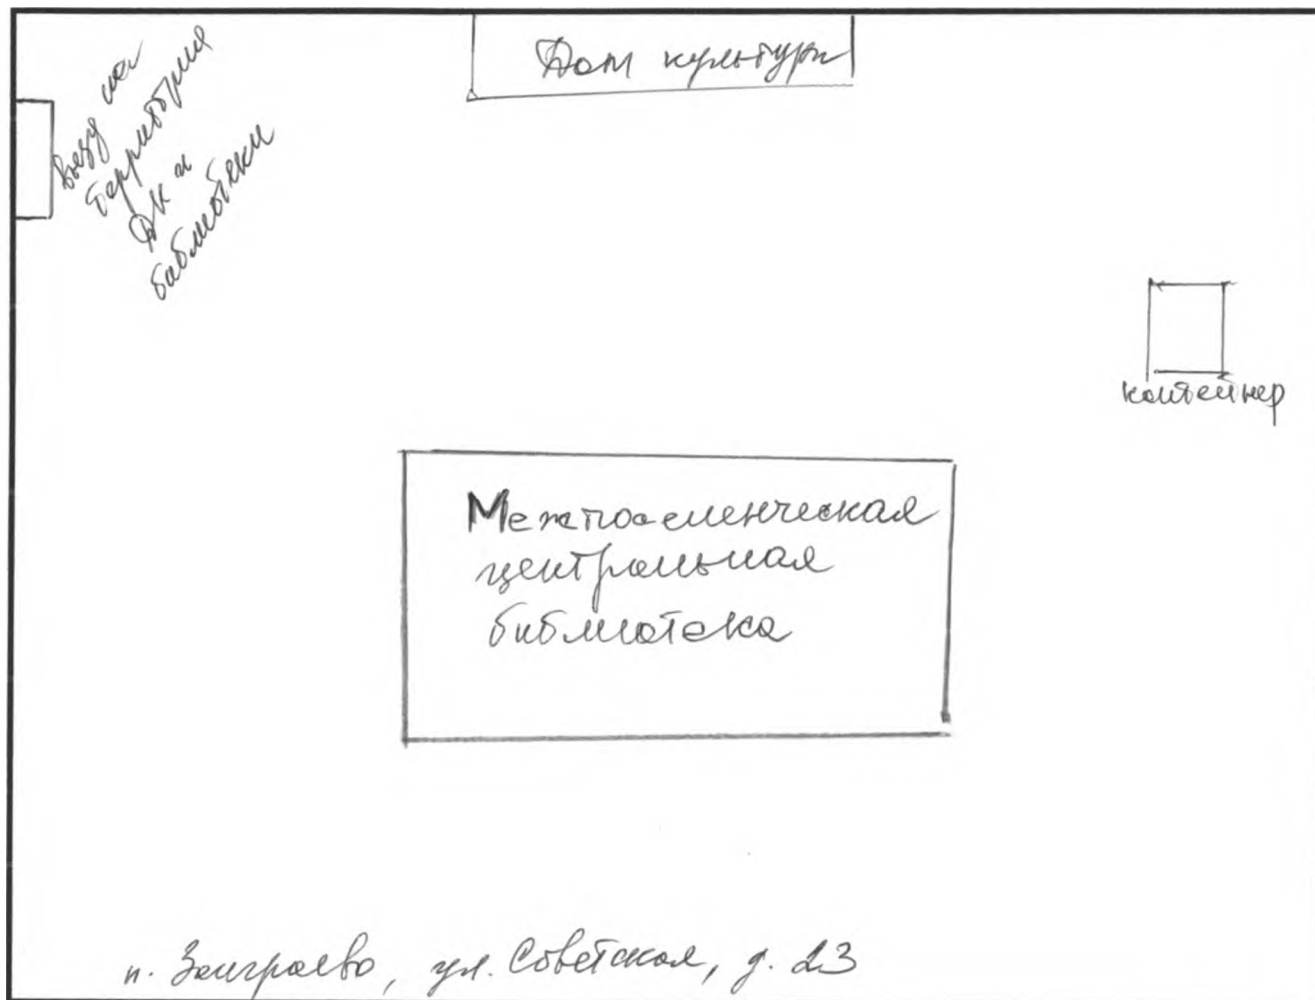 Дом культуры
въезд на
территорию
ДК и
библиотеки
контейнер
Межпоселенческая
центральная
библиотека
п. Заиграево, ул. Советская, д. 23